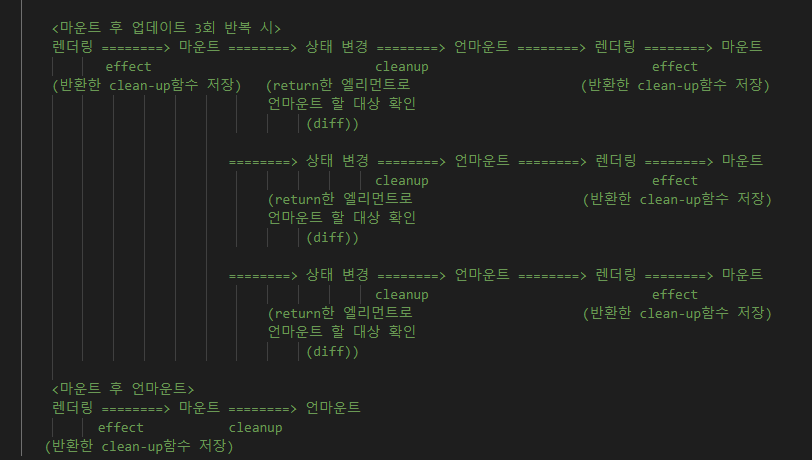 <마운트 후 업데이트 3회 반복 시>
렌더링 ========> 마운트 ========> 상태 변경 ========> 언마운트 ========> 렌더링 ========> 마운트
effect cleanup effect
(반환한 clean-up함수 저장) (return한 엘리먼트로 (반환한 clean-up함수 저장)
언마운트 할 대상 확인
(diff))
========> 상태 변경 ========> 언마운트 ========> 렌더링 ========> 마운트
cleanup effect
(return한 엘리먼트로 (반환한 clean-up함수 저장)
언마운트 할 대상 확인
(diff))
========> 상태 변경 ========> 언마운트 ========> 렌더링 ========> 마운트
cleanup effect
(return한 엘리먼트로 (반환한 clean-up함수 저장)
언마운트 할 대상 확인
(diff))
<마운트 후 언마운트>
렌더링 ========> 마운트 ========> 언마운트
effect cleanup
(반환한 clean-up함수 저장)